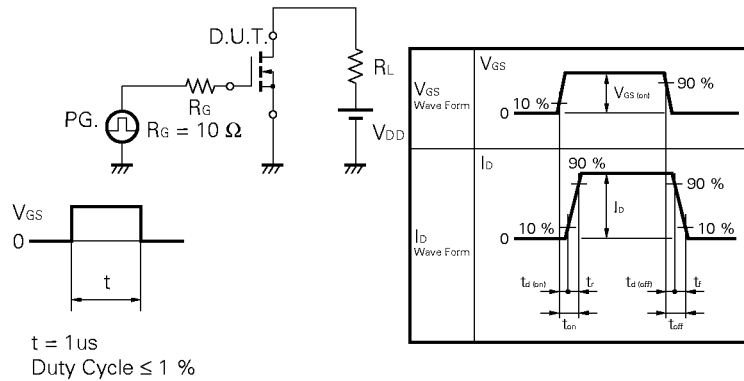 D.U.T.
RL
RG
PG.
RG = 10 Ω
VDD
VGS
0
t
t = 1us
Duty Cycle ≤ 1 %
VGS
Wave Form
VGS
10 %
0
VGS (on)
90 %
ID
Wave Form
ID
90 %
90 %
0
10 %
ID
10 %
td (on)
tr
td (off)
tf
ton
toff